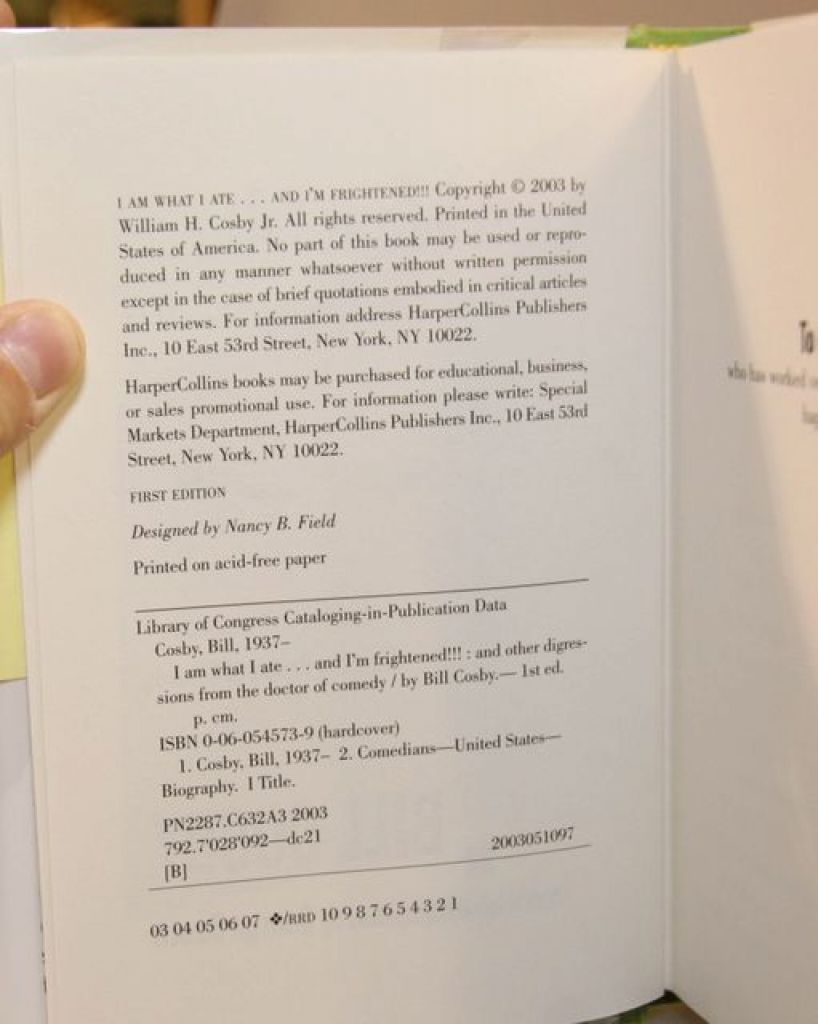 I AM WHAT I ATE . . . AND I'M FRIGHTENED!!! Copyright © 2003 by
William H. Cosby Jr. All rights reserved. Printed in the United
States of America. No part of this book may be used or repro-
duced in any manner whatsoever without written permission
except in the case of brief quotations embodied in critical articles
and reviews. For information address HarperCollins Publishers
Inc., 10 East 53rd Street, New York, NY 10022.
HarperCollins books may be purchased for educational, business,
or sales promotional use. For information please write: Special
Markets Department, HarperCollins Publishers Inc., 10 East 53rd
Street, New York, NY 10022.
FIRST EDITION
Designed by Nancy B. Field
Printed on acid-free paper
Library of Congress Cataloging-in-Publication Data
Cosby, Bill, 1937–
I am what I ate . . . and I'm frightened!!! : and other digres-
sions from the doctor of comedy / by Bill Cosby.— 1st ed.
p. cm.
ISBN 0-06-054573-9 (hardcover)
1. Cosby, Bill, 1937– 2. Comedians—United States—
Biography. I Title.
PN2287.C632A3 2003
792.7'028'092—dc21
[B]
2003051097
03 04 05 06 07 ❖/RRD 10 9 8 7 6 5 4 3 2 1
To
who has worked